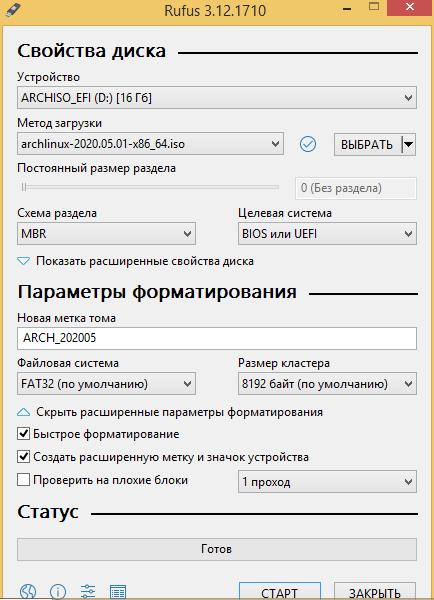 Rufus 3.12.1710
Свойства диска
Устройство
ARCHISO_EFI (D:) [16 Гб]
Метод загрузки
archlinux-2020.05.01-x86_64.iso
ВЫБРАТЬ
Постоянный размер раздела
0 (Без раздела)
Схема раздела Целевая система
MBR BIOS или UEFI
Показать расширенные свойства диска
Параметры форматирования
Новая метка тома
ARCH_202005
Файловая система Размер кластера
FAT32 (по умолчанию) 8192 байт (по умолчанию)
Скрыть расширенные параметры форматирования
Быстрое форматирование
Создать расширенную метку и значок устройства
Проверить на плохие блоки 1 проход
Статус
Готов
СТАРТ ЗАКРЫТЬ